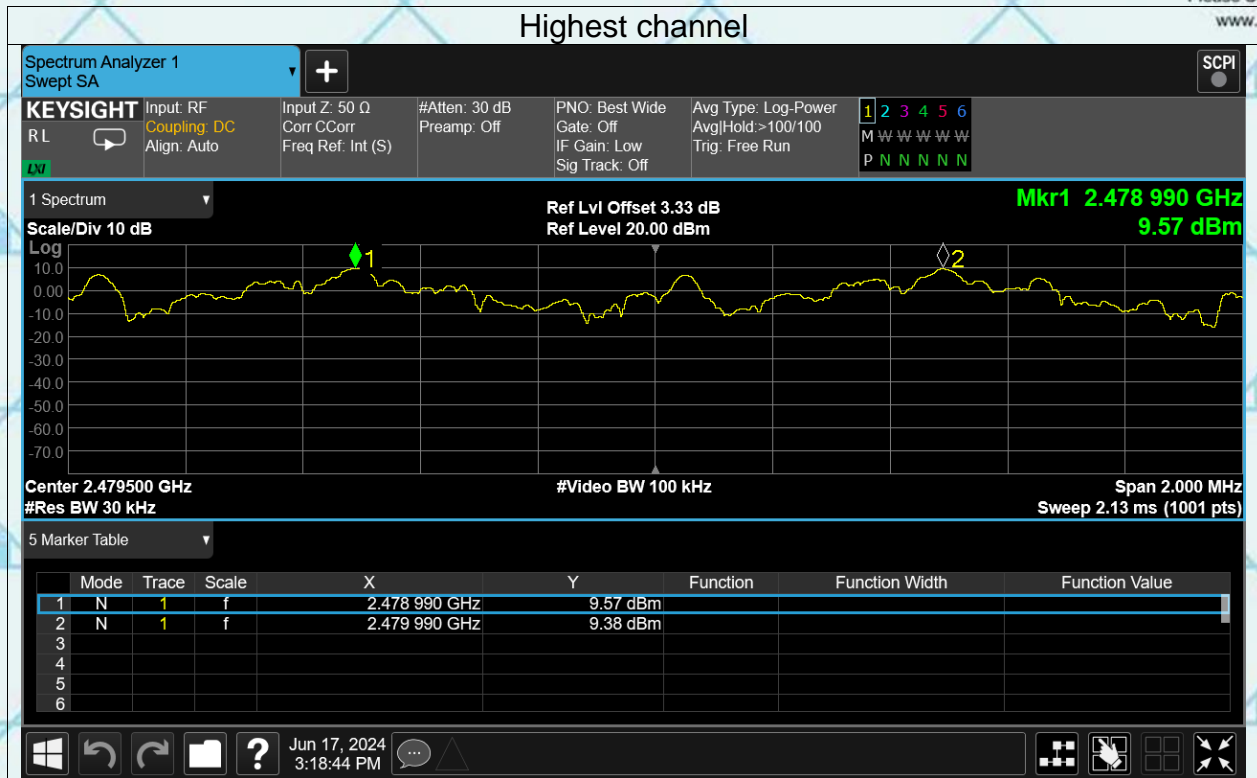 www.
Highest channel
Spectrum Analyzer 1
Swept SA
SCPI
KEYSIGHT
RL
LXI
Input: RF
Coupling: DC
Align: Auto
Input Z: 50 Ω
Corr CCorr
Freq Ref: Int (S)
#Atten: 30 dB
Preamp: Off
PNO: Best Wide
Gate: Off
IF Gain: Low
Sig Track: Off
Avg Type: Log-Power
Avg|Hold:>100/100
Trig: Free Run
1 2 3 4 5 6
M W W W W W
P N N N N N
1 Spectrum
Scale/Div 10 dB
Ref Lvl Offset 3.33 dB
Ref Level 20.00 dBm
Mkr1 2.478 990 GHz
9.57 dBm
Log
10.0
0.00
-10.0
-20.0
-30.0
-40.0
-50.0
-60.0
-70.0
1
2
Center 2.479500 GHz
#Res BW 30 kHz
#Video BW 100 kHz
Span 2.000 MHz
Sweep 2.13 ms (1001 pts)
5 Marker Table
Mode Trace Scale X Y Function Function Width Function Value
1 N 1 f 2.478 990 GHz 9.57 dBm
2 N 1 f 2.479 990 GHz 9.38 dBm
3
4
5
6
?
Jun 17, 2024
3:18:44 PM